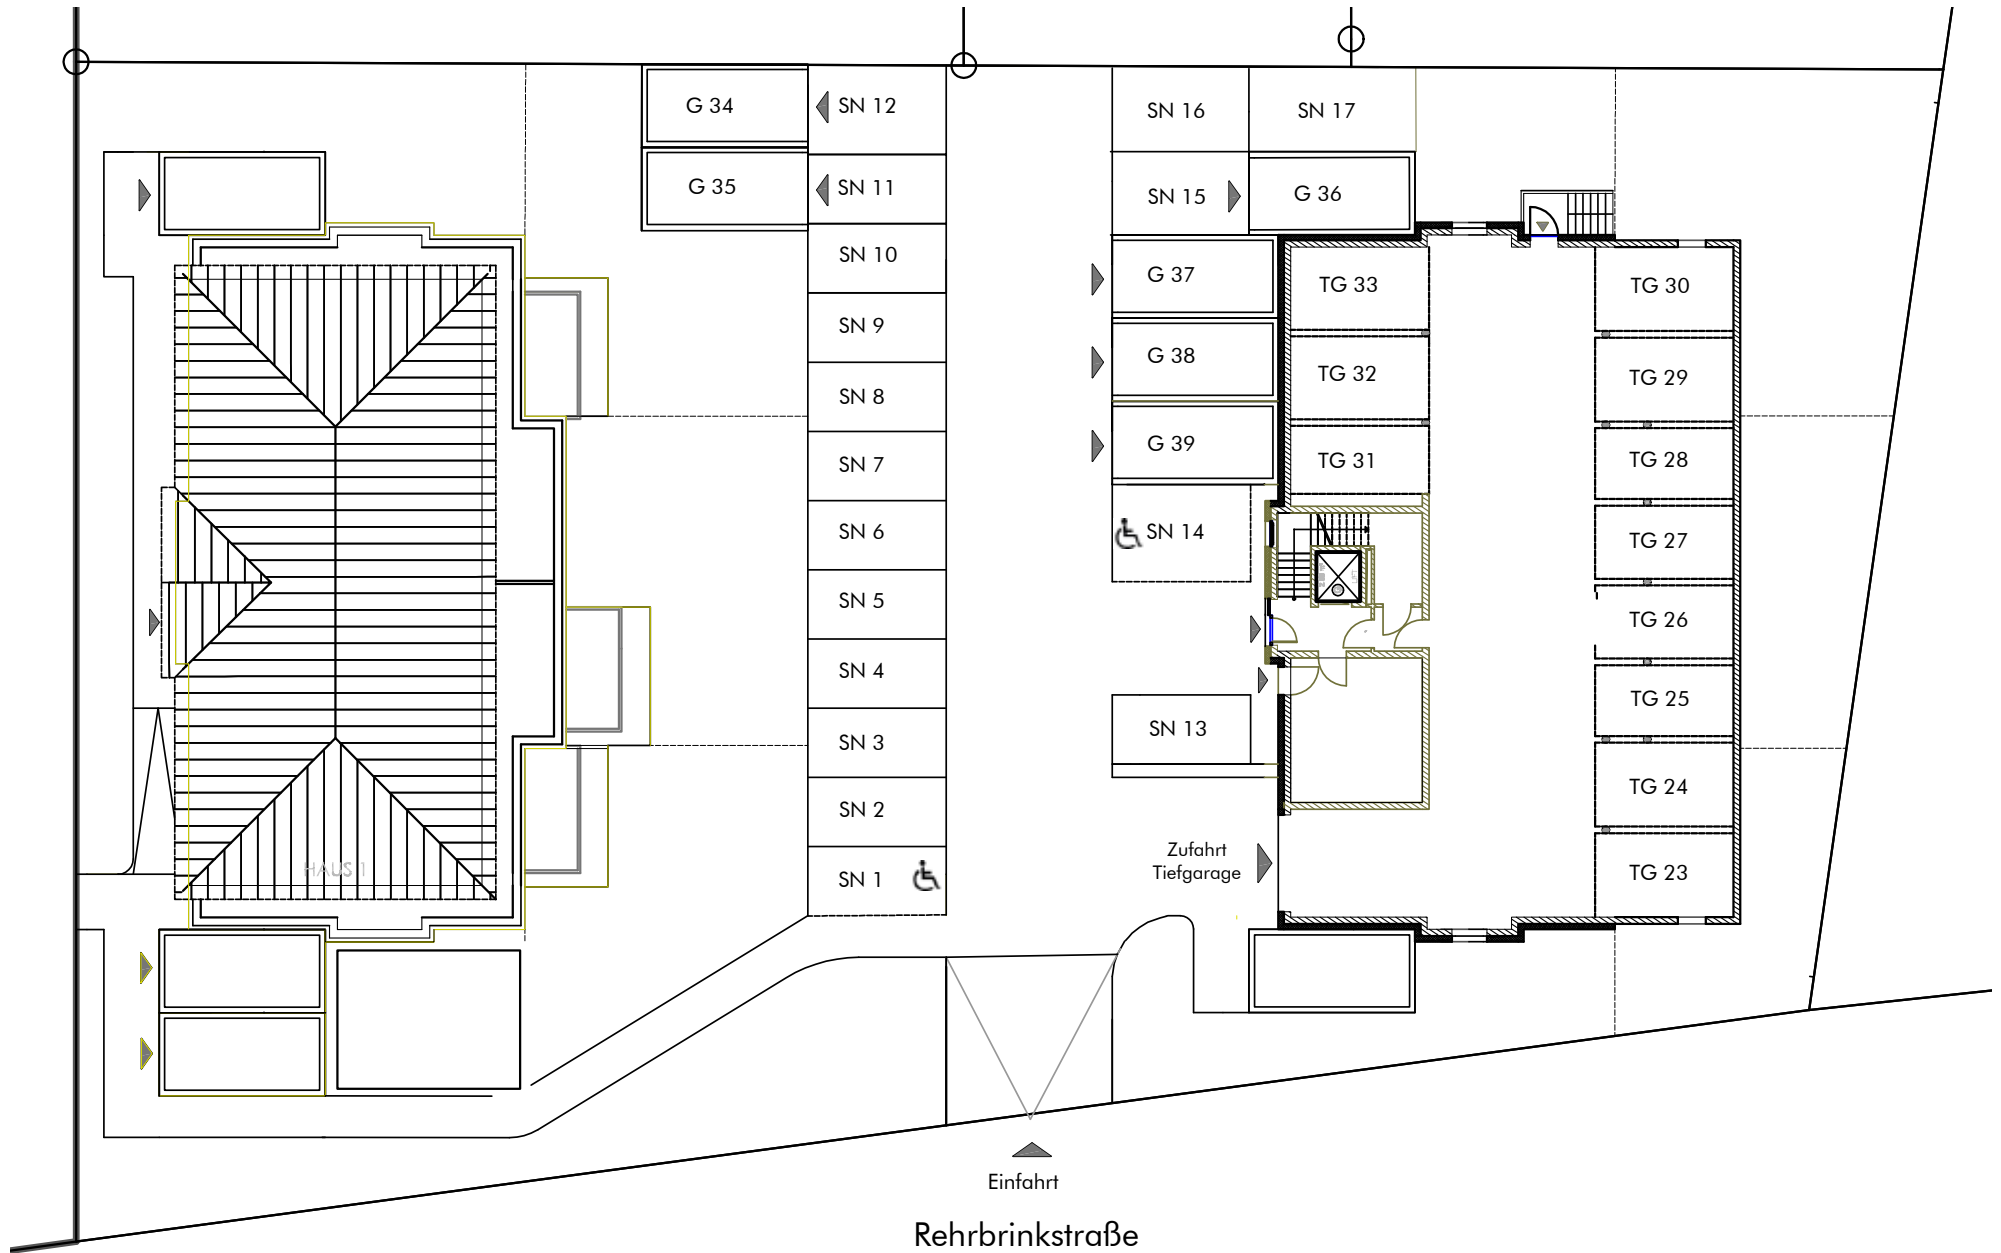 G 34
SN 12
SN 16
SN 17
G 35
SN 11
SN 15
G 36
SN 10
G 37
TG 33
TG 30
SN 9
G 38
TG 32
TG 29
SN 8
G 39
TG 31
TG 28
SN 7
SN 6
SN 14
TG 27
SN 5
TG 26
SN 4
TG 25
SN 3
SN 13
SN 2
TG 24
HAUS 1
SN 1
Zufahrt
Tiefgarage
TG 23
Einfahrt
Rehrbrinkstraße